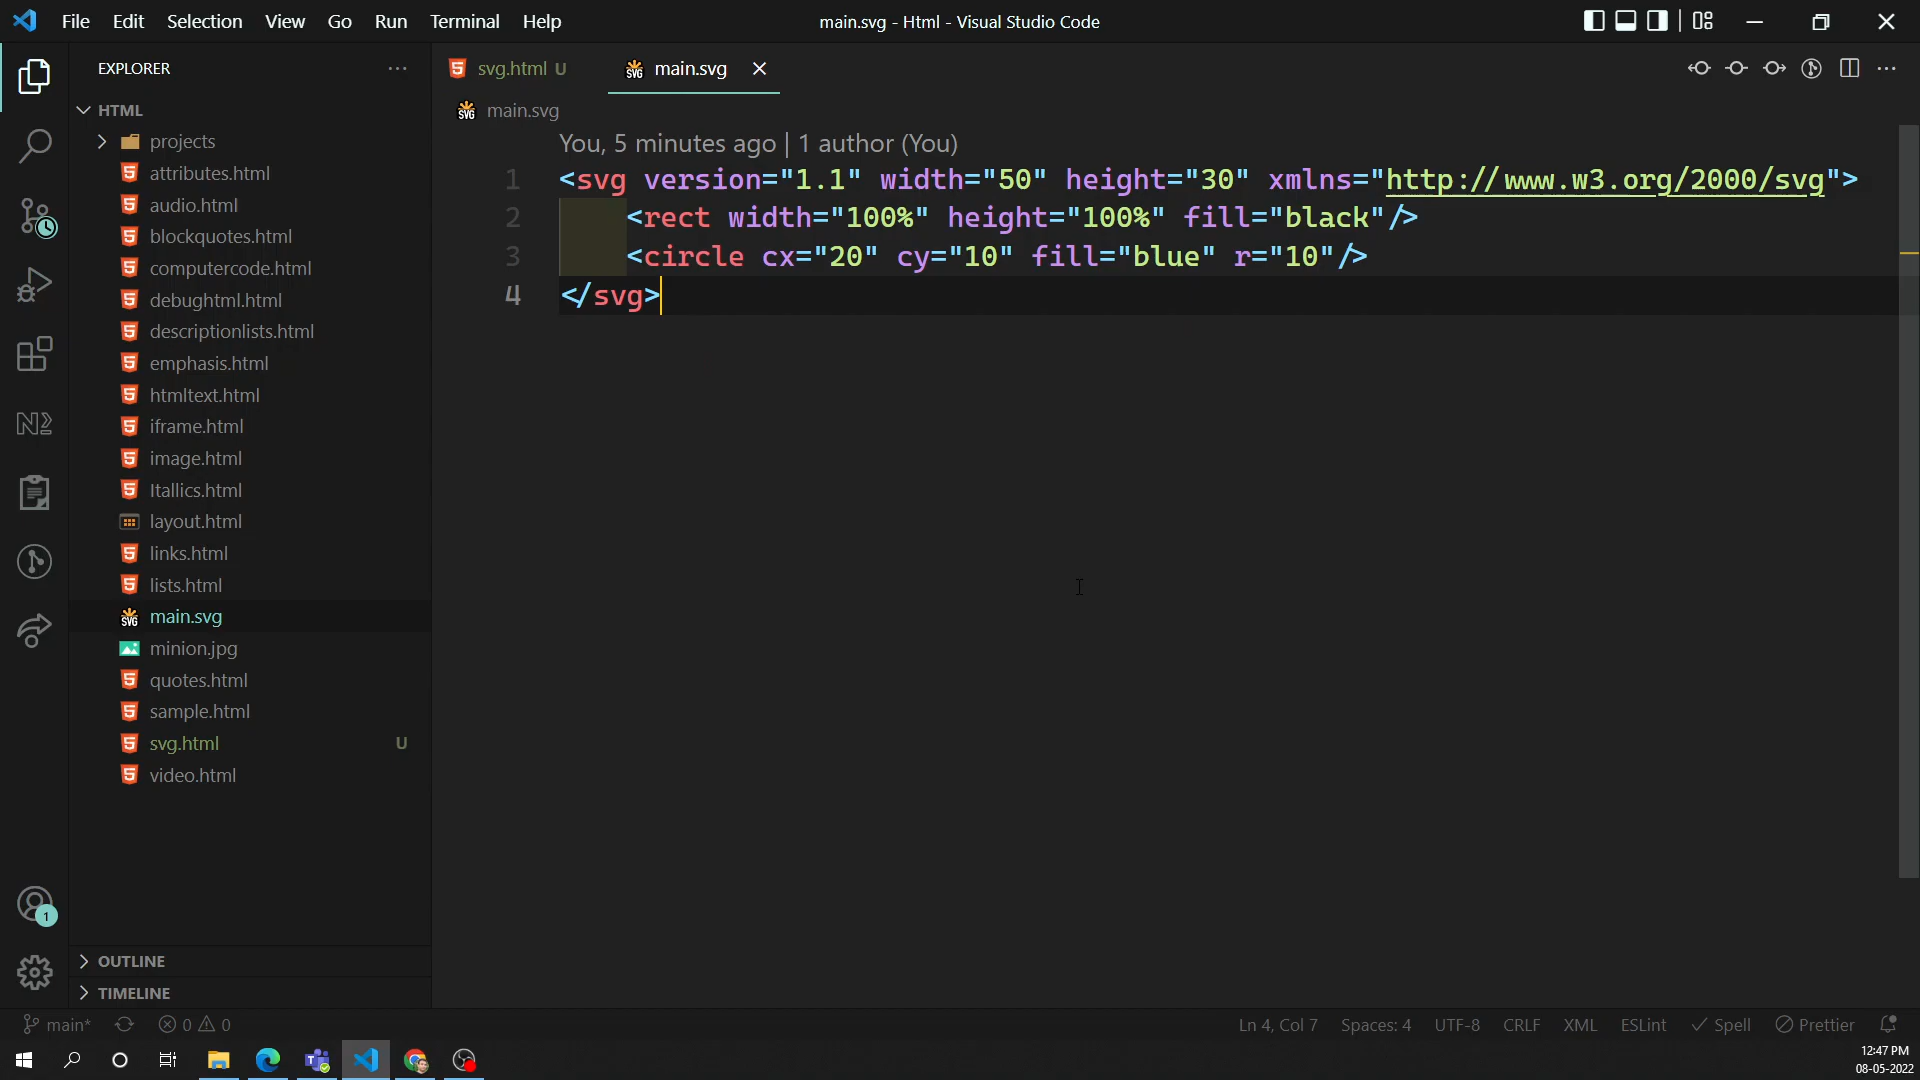 File Edit Selection View Go Run Terminal Help
main.svg - Html - Visual Studio Code
EXPLORER
HTML
projects
attributes.html
audio.html
blockquotes.html
computercode.html
debughtml.html
descriptionlists.html
emphasis.html
htmltext.html
iframe.html
image.html
Itallics.html
layout.html
links.html
lists.html
main.svg
minion.jpg
quotes.html
sample.html
svg.html U
video.html
OUTLINE
TIMELINE
svg.html U main.svg
main.svg
You, 5 minutes ago | 1 author (You)
1 <svg version="1.1" width="50" height="30" xmlns="http://www.w3.org/2000/svg">
2 <rect width="100%" height="100%" fill="black"/>
3 <circle cx="20" cy="10" fill="blue" r="10"/>
4 </svg>
1
main* 0 0 Ln 4, Col 7 Spaces: 4 UTF-8 CRLF XML ESLint Spell Prettier
12:47 PM
08-05-2022